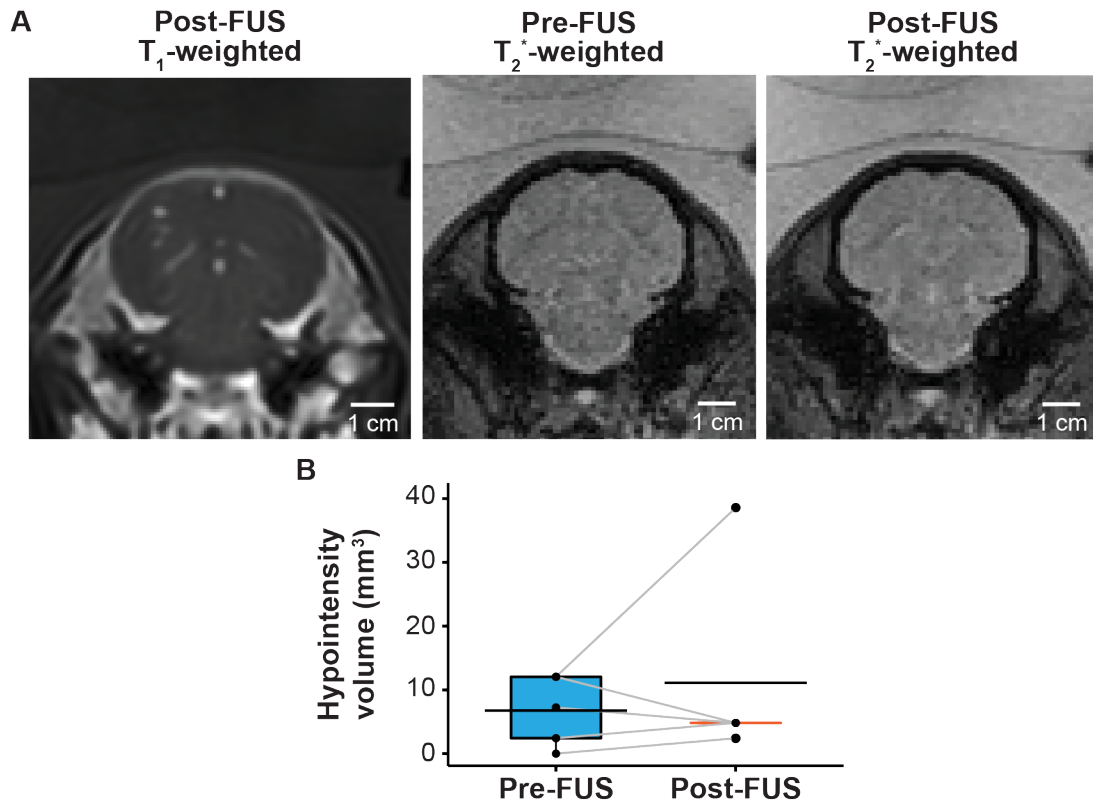 A
Post-FUS
T1-weighted
Pre-FUS
T2*-weighted
Post-FUS
T2*-weighted
1 cm
1 cm
1 cm
B
Hypointensity
volume (mm³)
40
30
20
10
0
Pre-FUS
Post-FUS